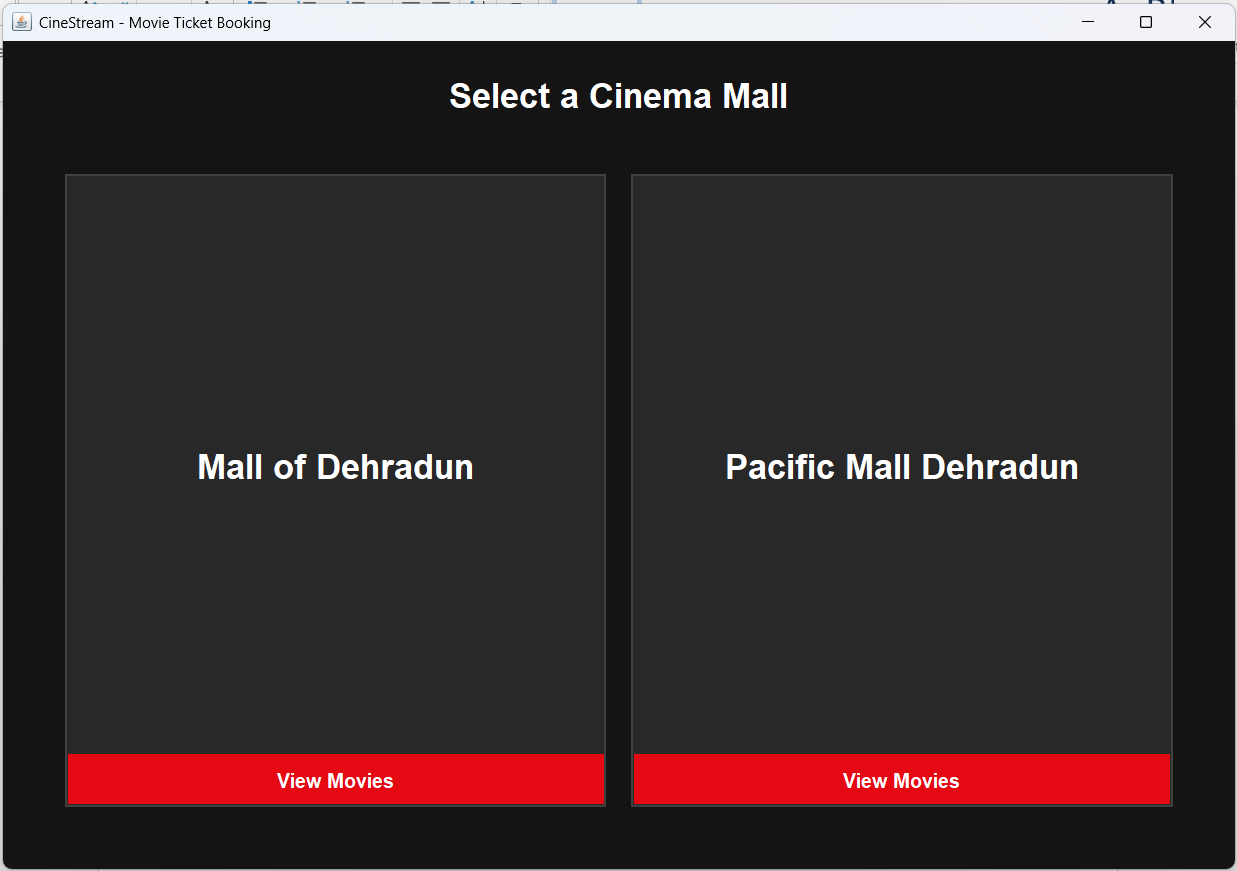 CineStream - Movie Ticket Booking
Select a Cinema Mall
Mall of Dehradun
Pacific Mall Dehradun
View Movies
View Movies